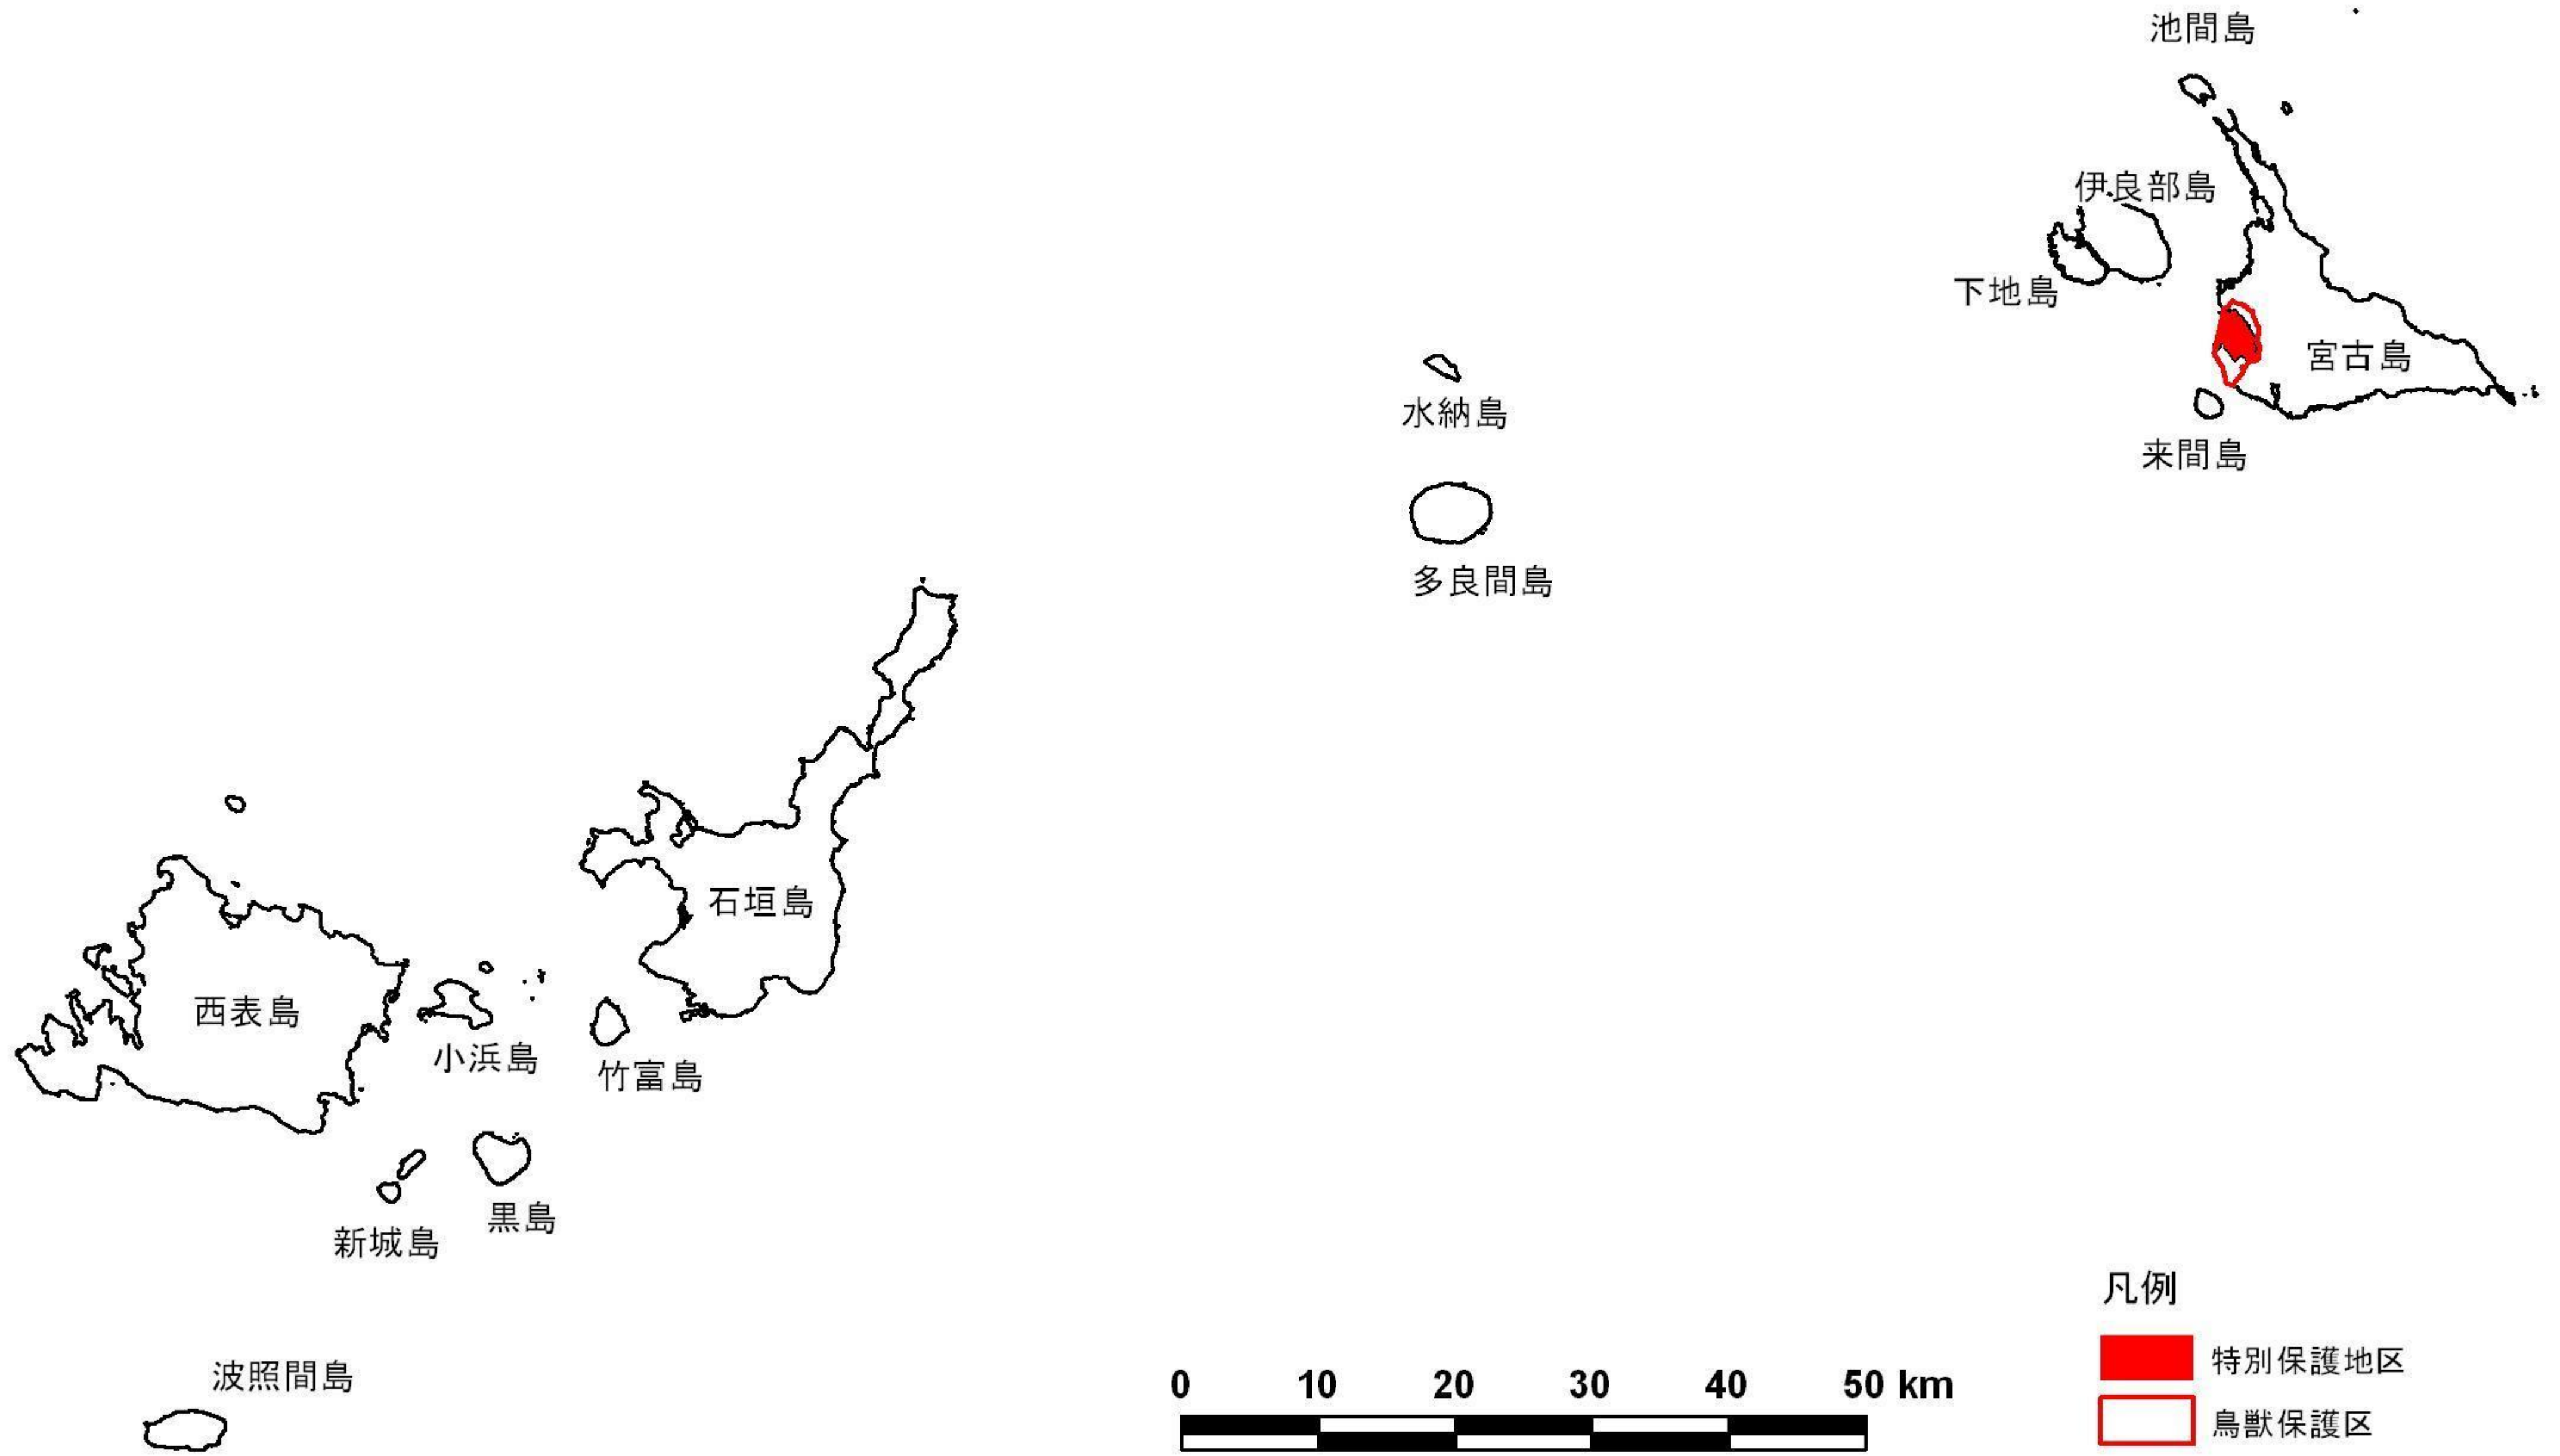 池間島
伊良部島
下地島
宮古島
水納島
来間島
多良間島
石垣島
西表島
小浜島
竹富島
黒島
新城島
波照間島
0 10 20 30 40 50 km
凡例
特別保護地区
鳥獣保護区